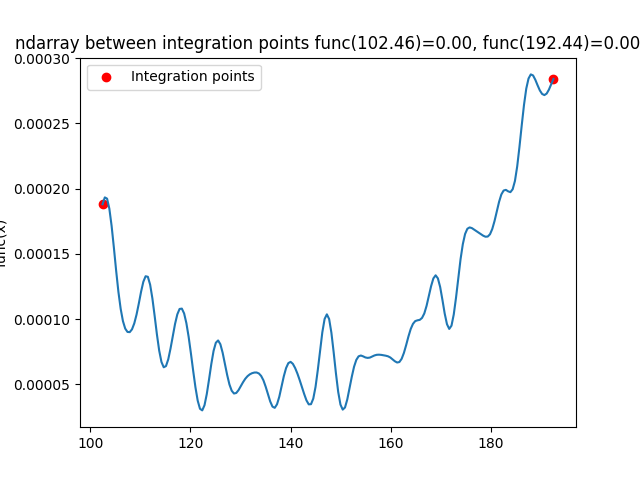 ndarray between integration points func(102.46)=0.00, func(192.44)=0.00
Integration points
0.00030
0.00025
0.00020
0.00015
0.00010
0.00005
func(x)
100 120 140 160 180